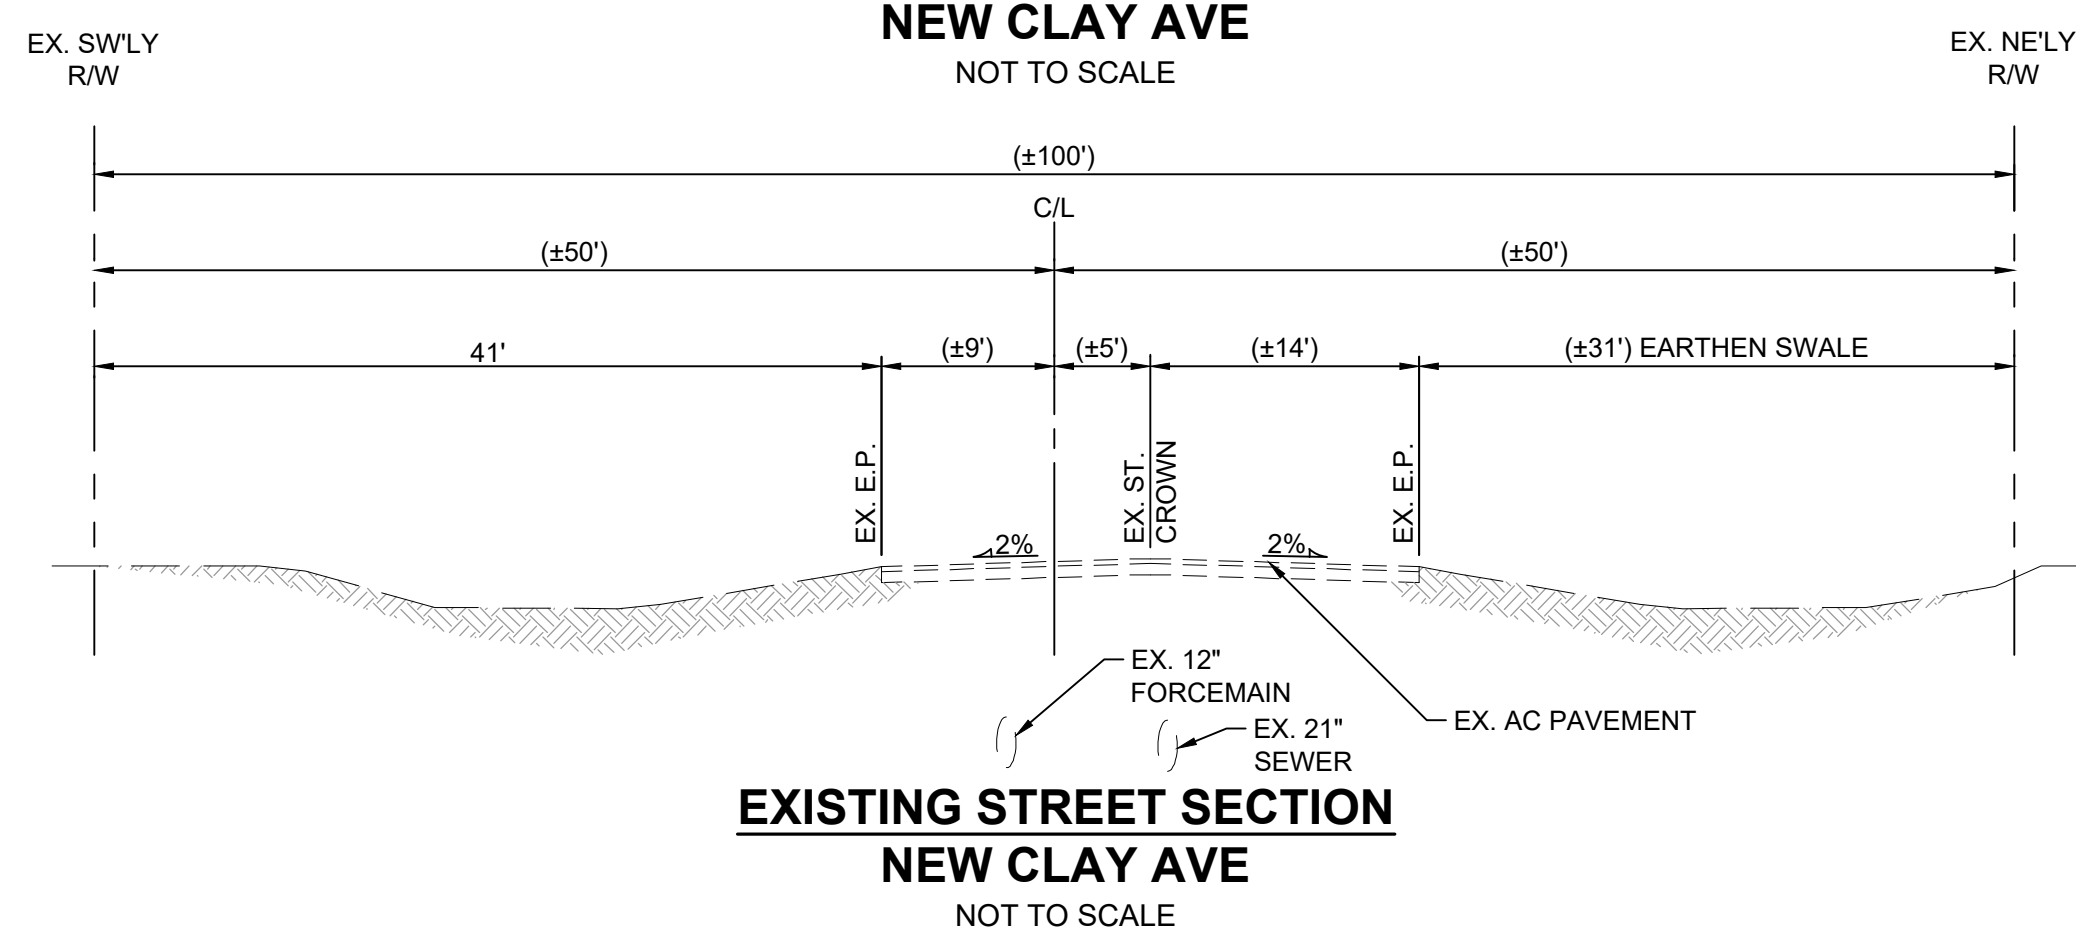 NEW CLAY AVE
NOT TO SCALE
EX. SW'LY
R/W
EX. NE'LY
R/W
(±100')
C/L
(±50')
(±50')
41'
(±9')
(±5')
(±14')
(±31') EARTHEN SWALE
EX. E.P.
EX. ST.
CROWN
EX. E.P.
2%
2%
EX. 12"
FORCEMAIN
EX. 21"
SEWER
EX. AC PAVEMENT
EXISTING STREET SECTION
NEW CLAY AVE
NOT TO SCALE